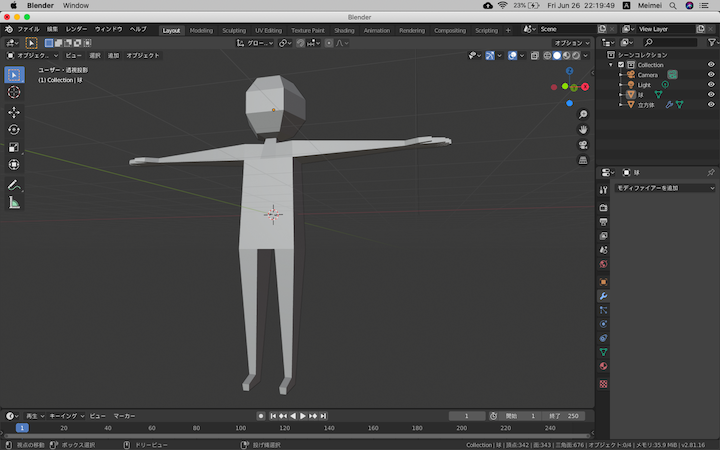 Blender Window 23% Fri Jun 26 22:19:49 A Meimei
Blender
ファイル 編集 レンダー ウィンドウ ヘルプ Layout Modeling Sculpting UV Editing Texture Paint Shading Animation Rendering Compositing Scripting Scene View Layer
グロー.. オプション
オブジェク.. ビュー 選択 追加 オブジェクト
シーンコレクション
Collection
Camera
Light
球
立方体
ユーザー・透視投影
(1) Collection | 球
Z
X
球
モディファイアーを追加
再生 キーイング ビュー マーカー 1 開始 1 終了 250
1 20 40 60 80 100 120 140 160 180 200 220 240
視点の移動 ボックス選択 ドリービュー 投げ縄選択 Collection | 球 | 頂点:342 | 面:343 | 三角面:676 | オブジェクト:0/4 | メモリ:35.9 MiB | v2.81.16